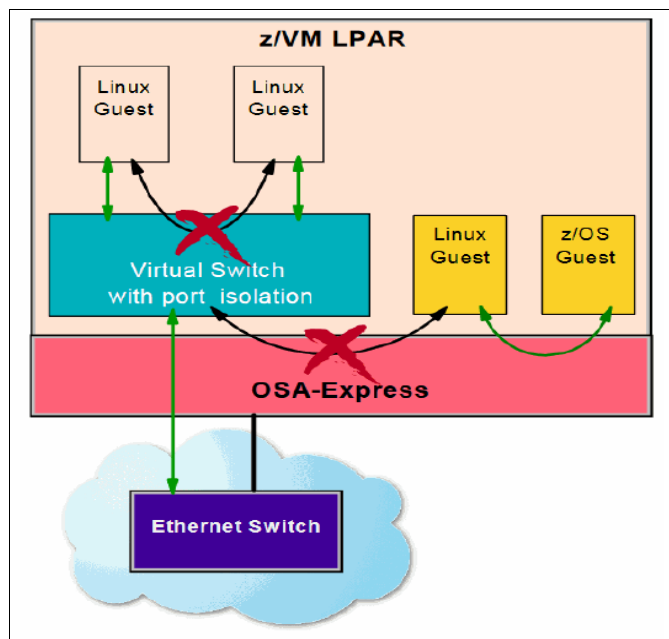 z/VM LPAR
Linux
Guest
Linux
Guest
Virtual Switch
with port isolation
Linux
Guest
z/OS
Guest
OSA-Express
Ethernet Switch